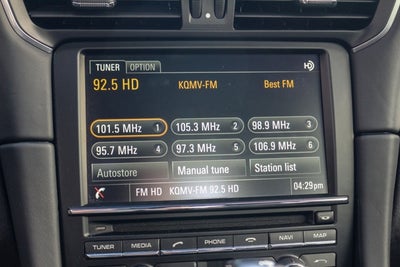 TUNER OPTION
92.5 HD KQMV-FM Best FM
101.5 MHz 1 105.3 MHz 2 98.9 MHz 3
95.7 MHz 4 97.3 MHz 5 106.9 MHz 6
Autostore Manual tune Station list
FM HD KQMV-FM 92.5 HD 04:29pm
TUNER MEDIA PHONE NAVI MAP